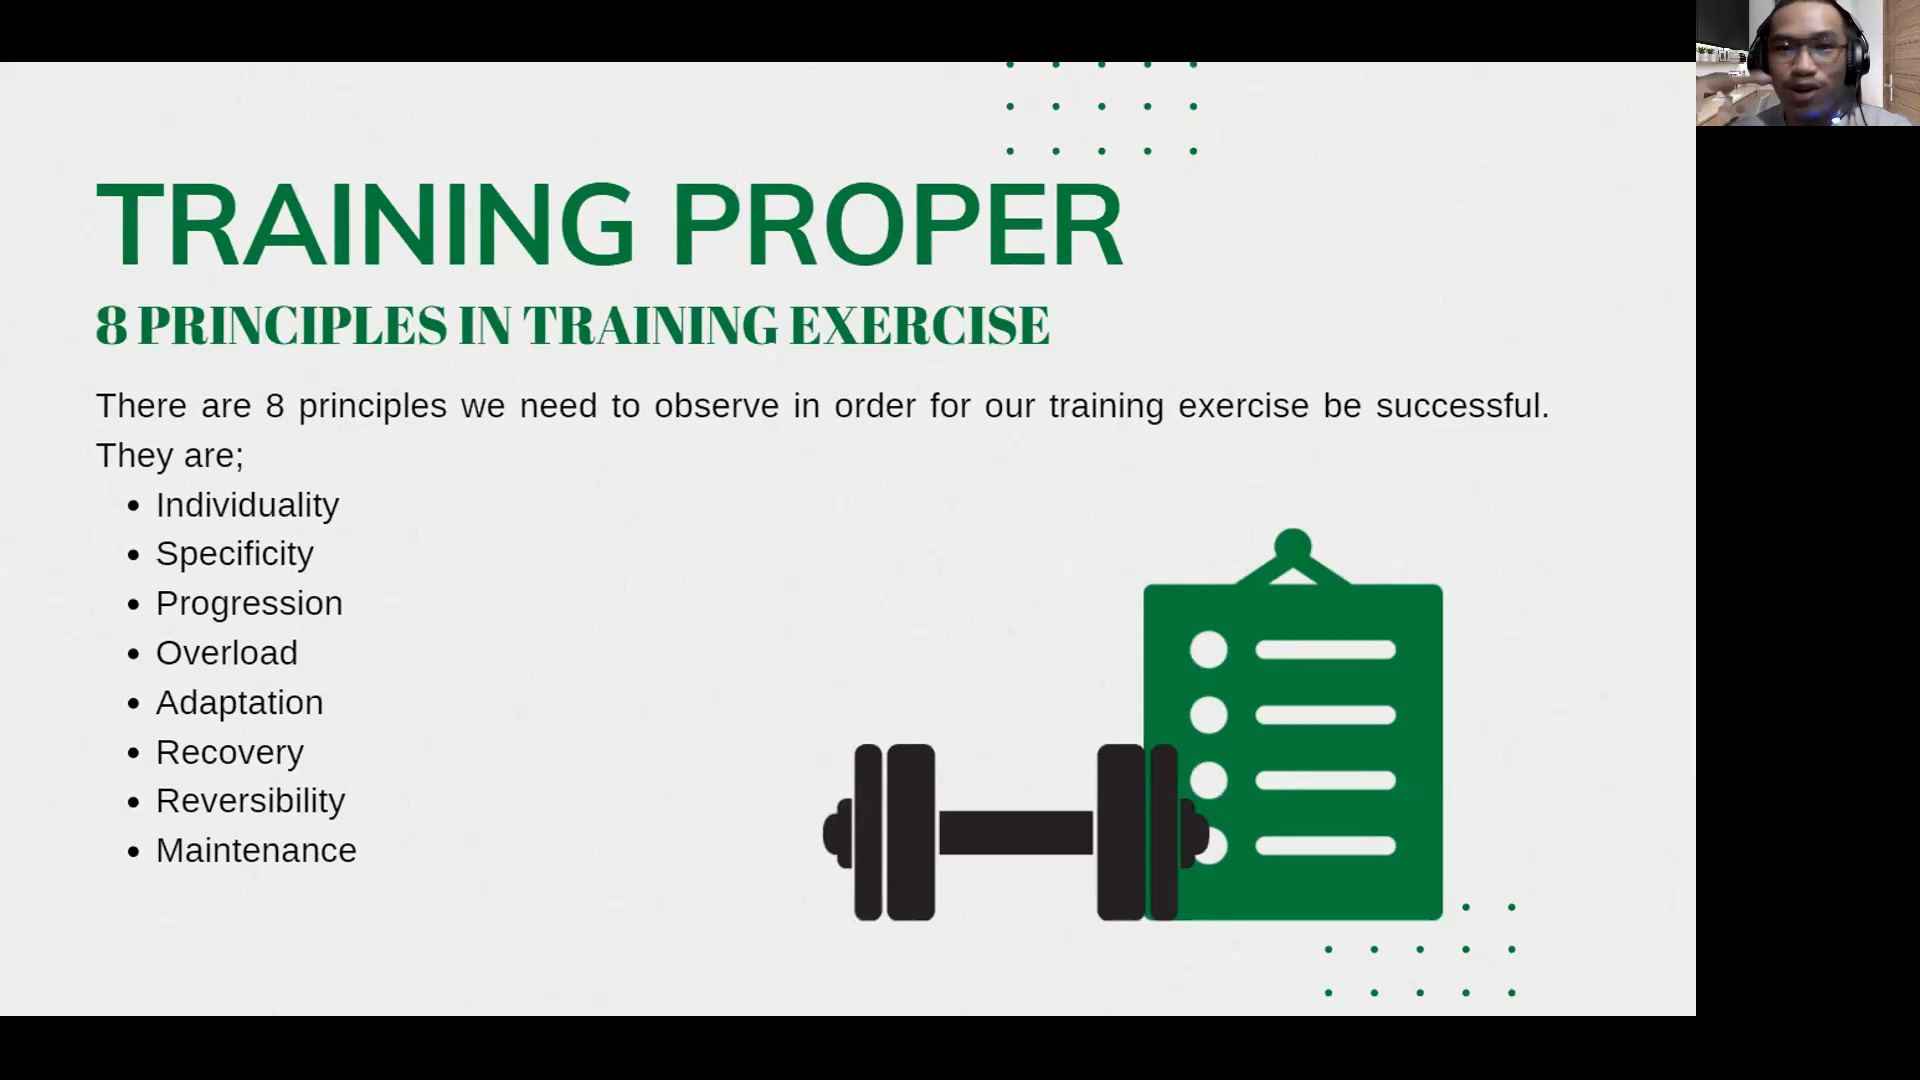 TRAINING PROPER
8 PRINCIPLES IN TRAINING EXERCISE
There are 8 principles we need to observe in order for our training exercise be successful.
They are;
• Individuality
• Specificity
• Progression
• Overload
• Adaptation
• Recovery
• Reversibility
• Maintenance